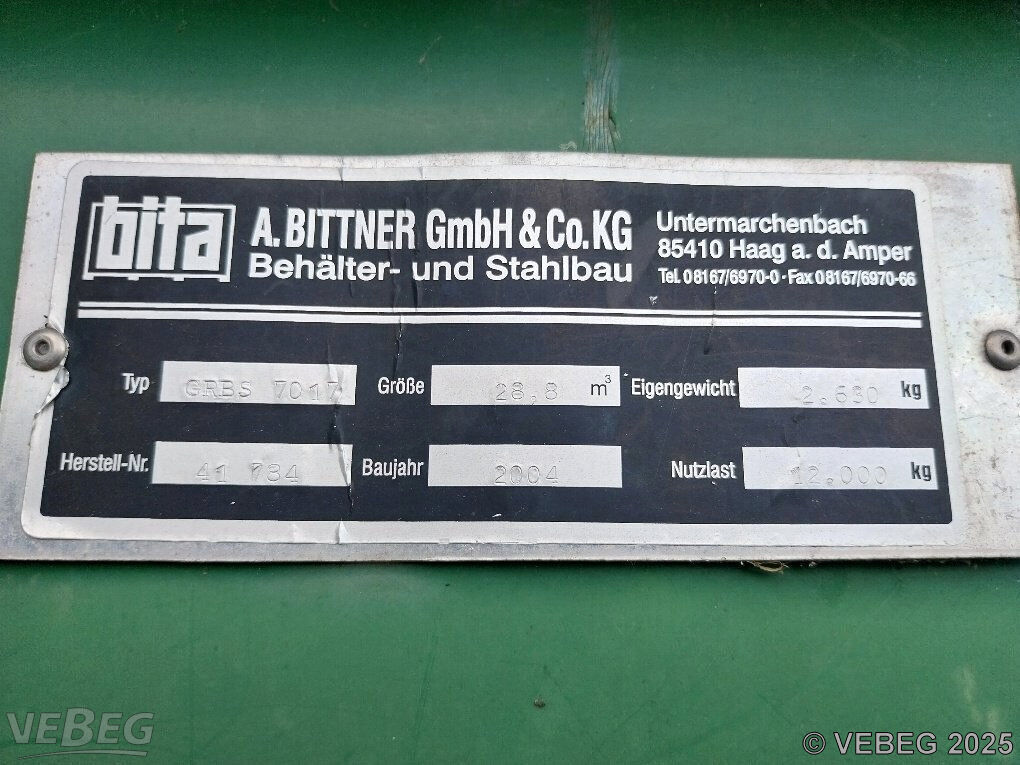 bita
A. BITTNER GmbH & Co. KG
Behälter- und Stahlbau
Untermarchenbach
85410 Haag a. d. Amper
Tel. 08167/6970-0 · Fax 08167/6970-66
Typ GRBS 7017 Größe 28,8 m³ Eigengewicht 2.630 kg
Herstell-Nr. 41 784 Baujahr 2004 Nutzlast 12.000 kg
VEBEG
© VEBEG 2025